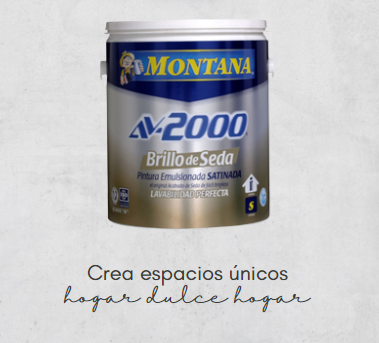 MONTANA
AV-2000
Brillo de Seda
Pintura Emulsionada SATINADA
LAVABILIDAD PERFECTA
S
Crea espacios únicos
hogar dulce hogar